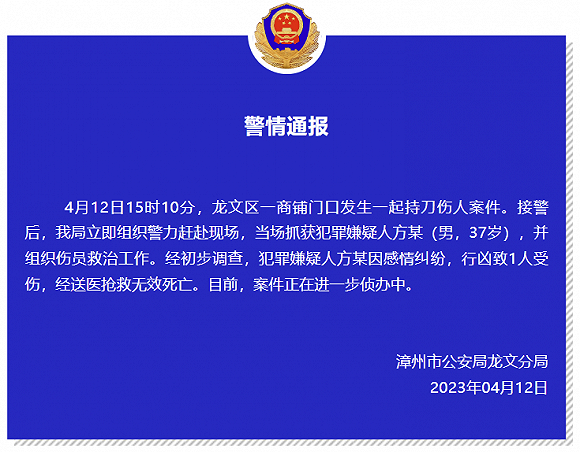 警情通报
4月12日15时10分，龙文区一商铺门口发生一起持刀伤人案件。接警
后，我局立即组织警力赶赴现场，当场抓获犯罪嫌疑人方某（男，37岁），并
组织伤员救治工作。经初步调查，犯罪嫌疑人方某因感情纠纷，行凶致1人受
伤，经送医抢救无效死亡。目前，案件正在进一步侦办中。
漳州市公安局龙文分局
2023年04月12日